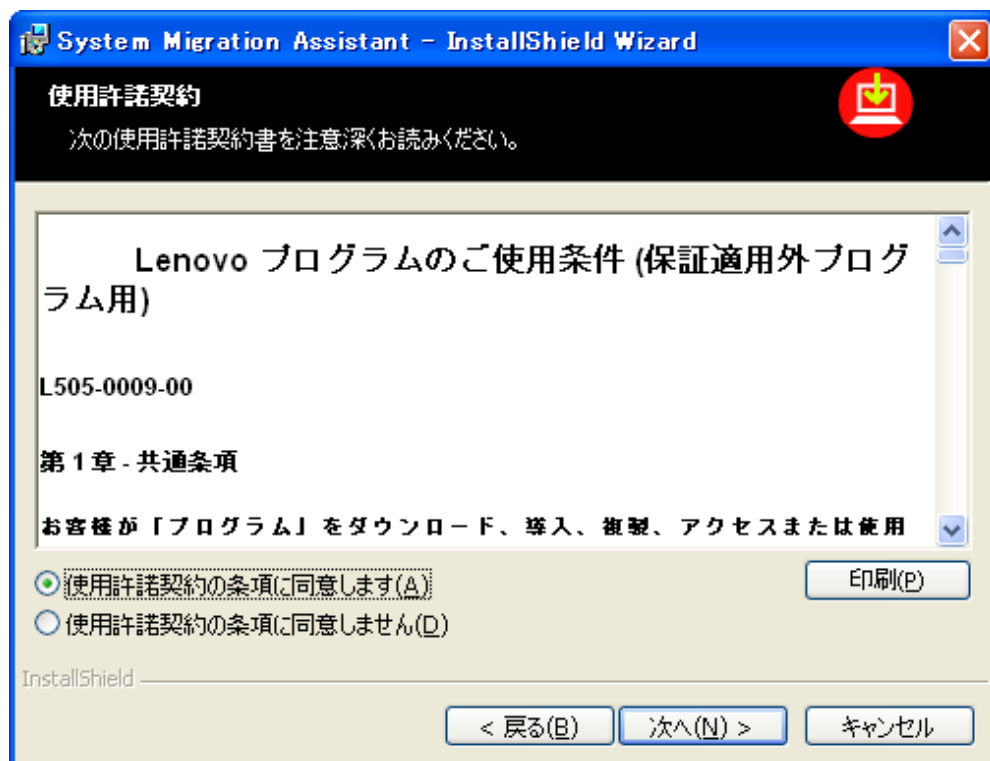 System Migration Assistant - InstallShield Wizard
使用許諾契約
次の使用許諾契約書を注意深くお読みください。
Lenovo プログラムのご使用条件 (保証適用外プログ
ラム用)
L505-0009-00
第 1 章 - 共通条項
お客様が「プログラム」をダウンロード、導入、複製、アクセスまたは使用
使用許諾契約の条項に同意します(A)
印刷(P)
使用許諾契約の条項に同意しません(D)
InstallShield
< 戻る(B)
次へ(N) >
キャンセル